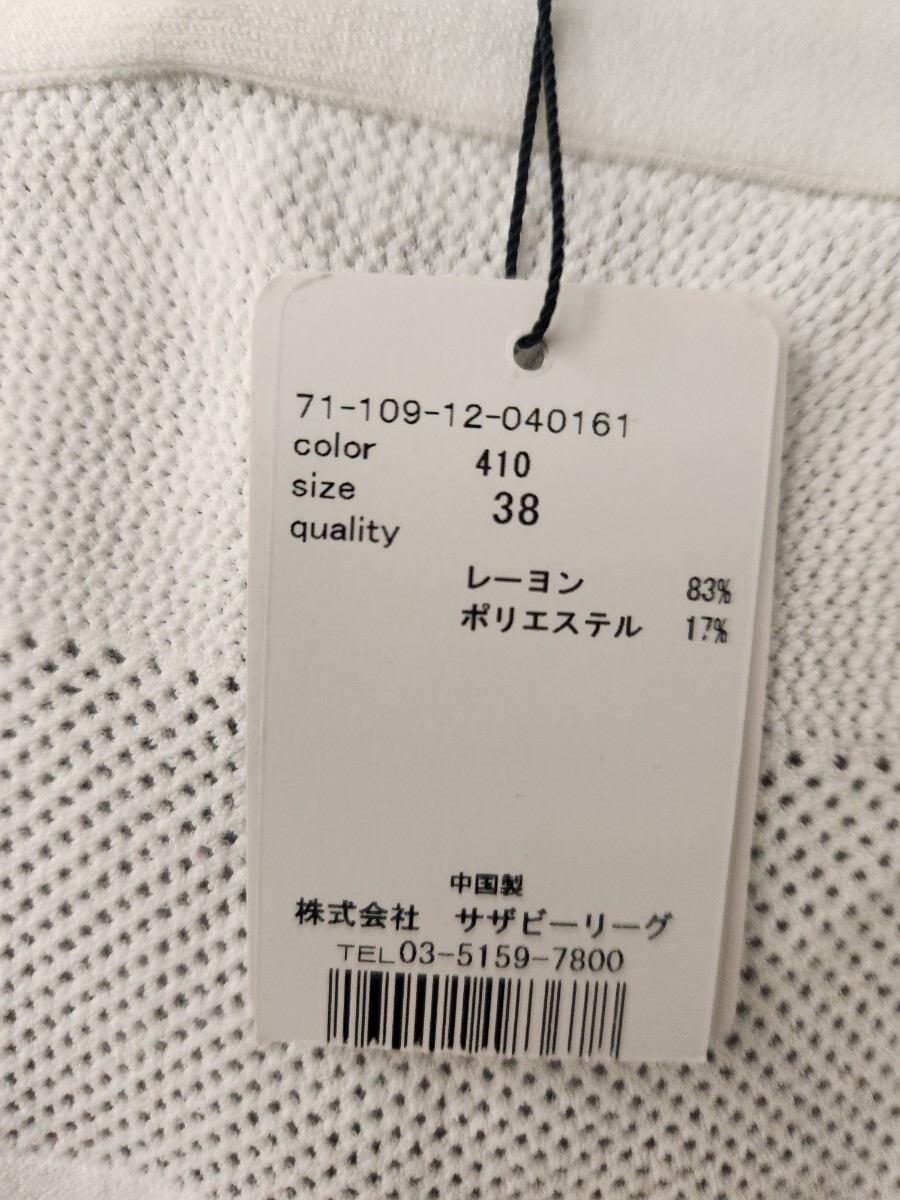 71-109-12-040161
color 410
size 38
quality
レーヨン 83%
ポリエステル 17%
中国製
株式会社 サザビーリーグ
TEL03-5159-7800